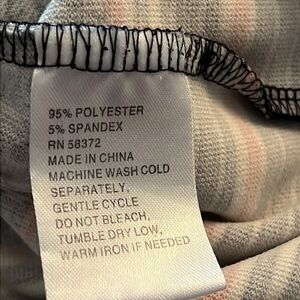 95% POLYESTER
5% SPANDEX
RN 58372
MADE IN CHINA
MACHINE WASH COLD
SEPARATELY,
GENTLE CYCLE
DO NOT BLEACH,
TUMBLE DRY LOW,
WARM IRON IF NEEDED